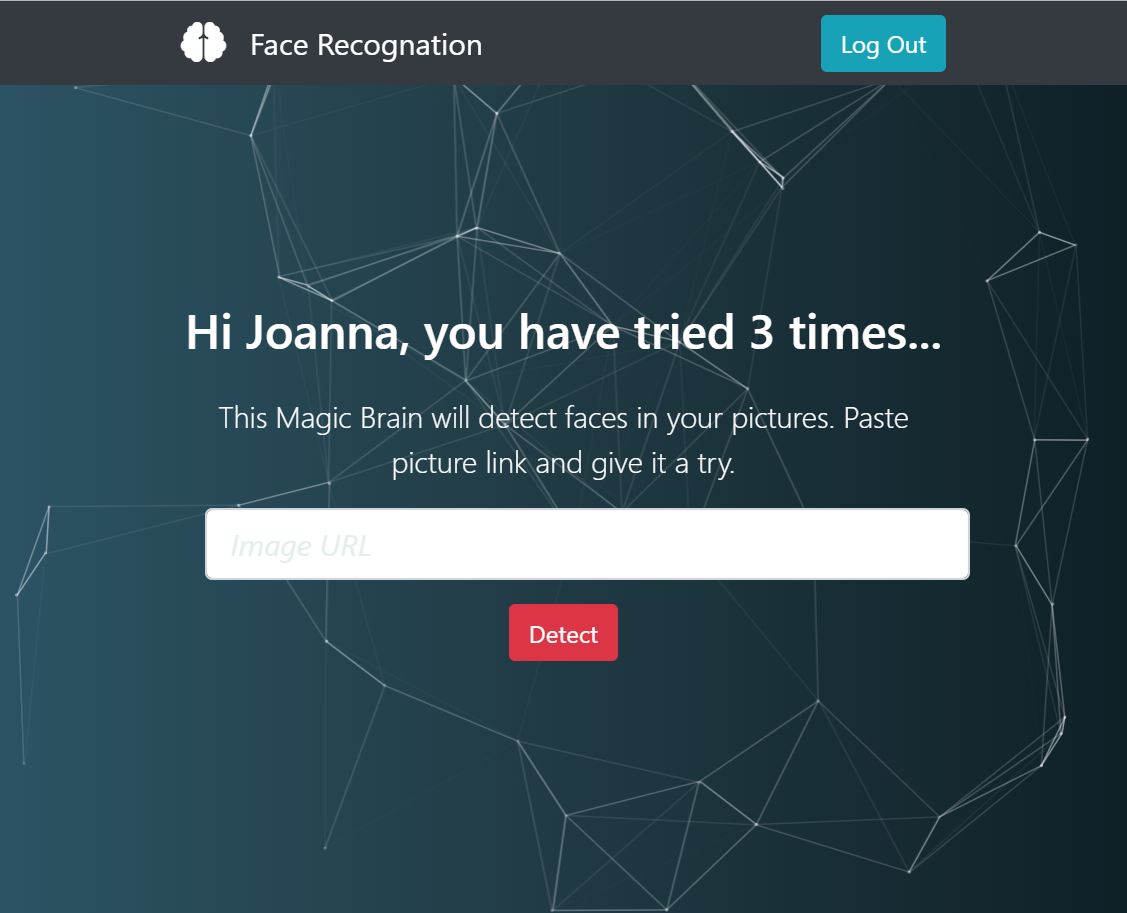 Face Recognation
Log Out
Hi Joanna, you have tried 3 times...
This Magic Brain will detect faces in your pictures. Paste
picture link and give it a try.
Image URL
Detect